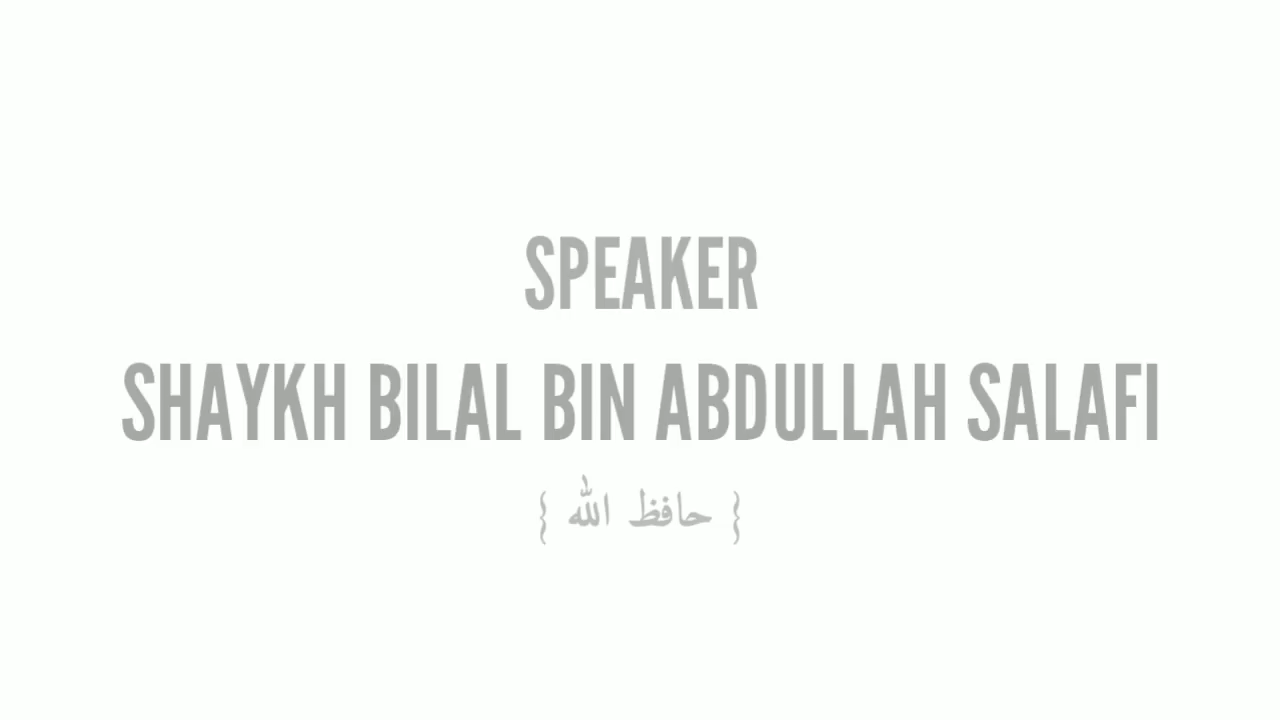 SPEAKER
SHAYKH BILAL BIN ABDULLAH SALAFI
{ حافظ الله }